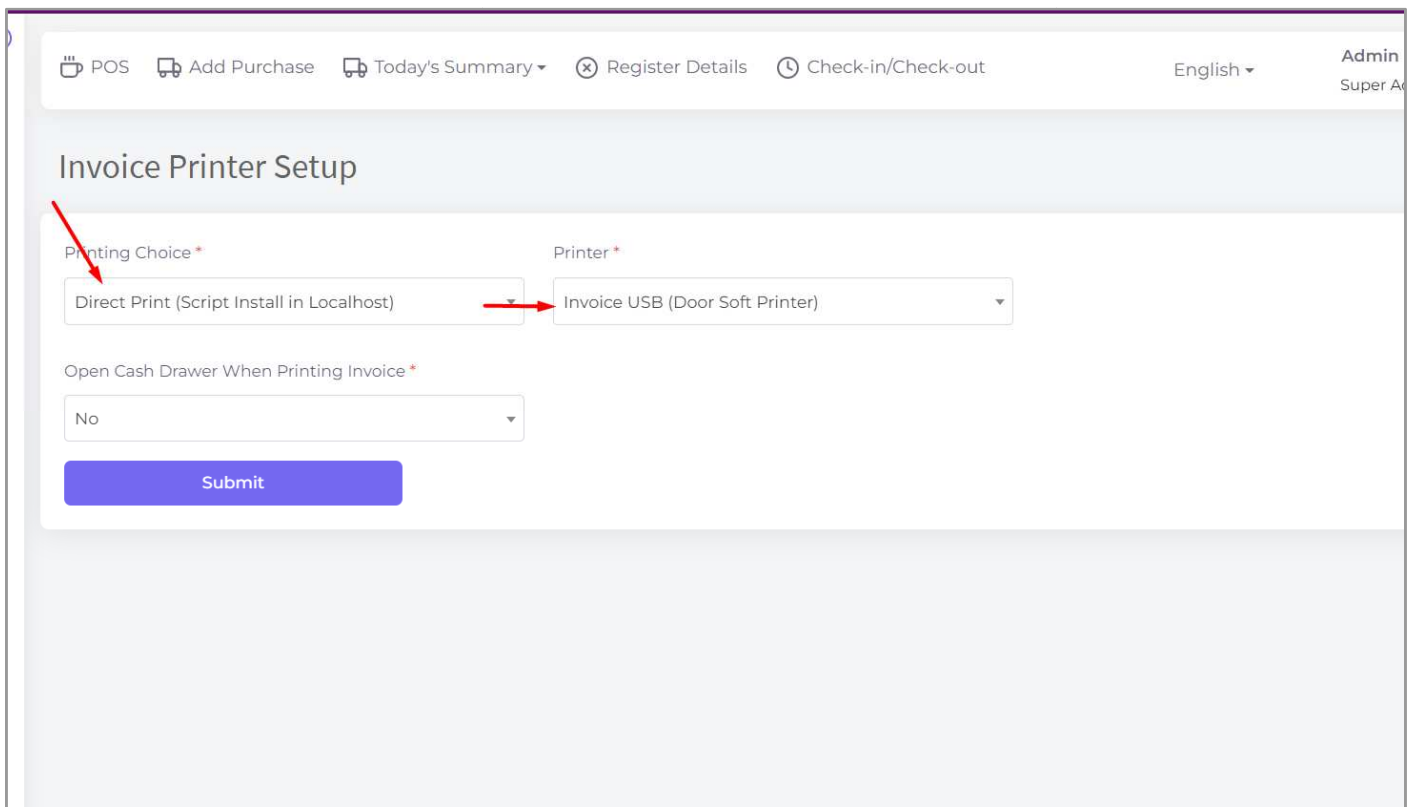 POS Add Purchase Today's Summary Register Details Check-in/Check-out English Admin
Super
Invoice Printer Setup
Printing Choice * Printer *
Direct Print (Script Install in Localhost) Invoice USB (Door Soft Printer)
Open Cash Drawer When Printing Invoice *
No
Submit